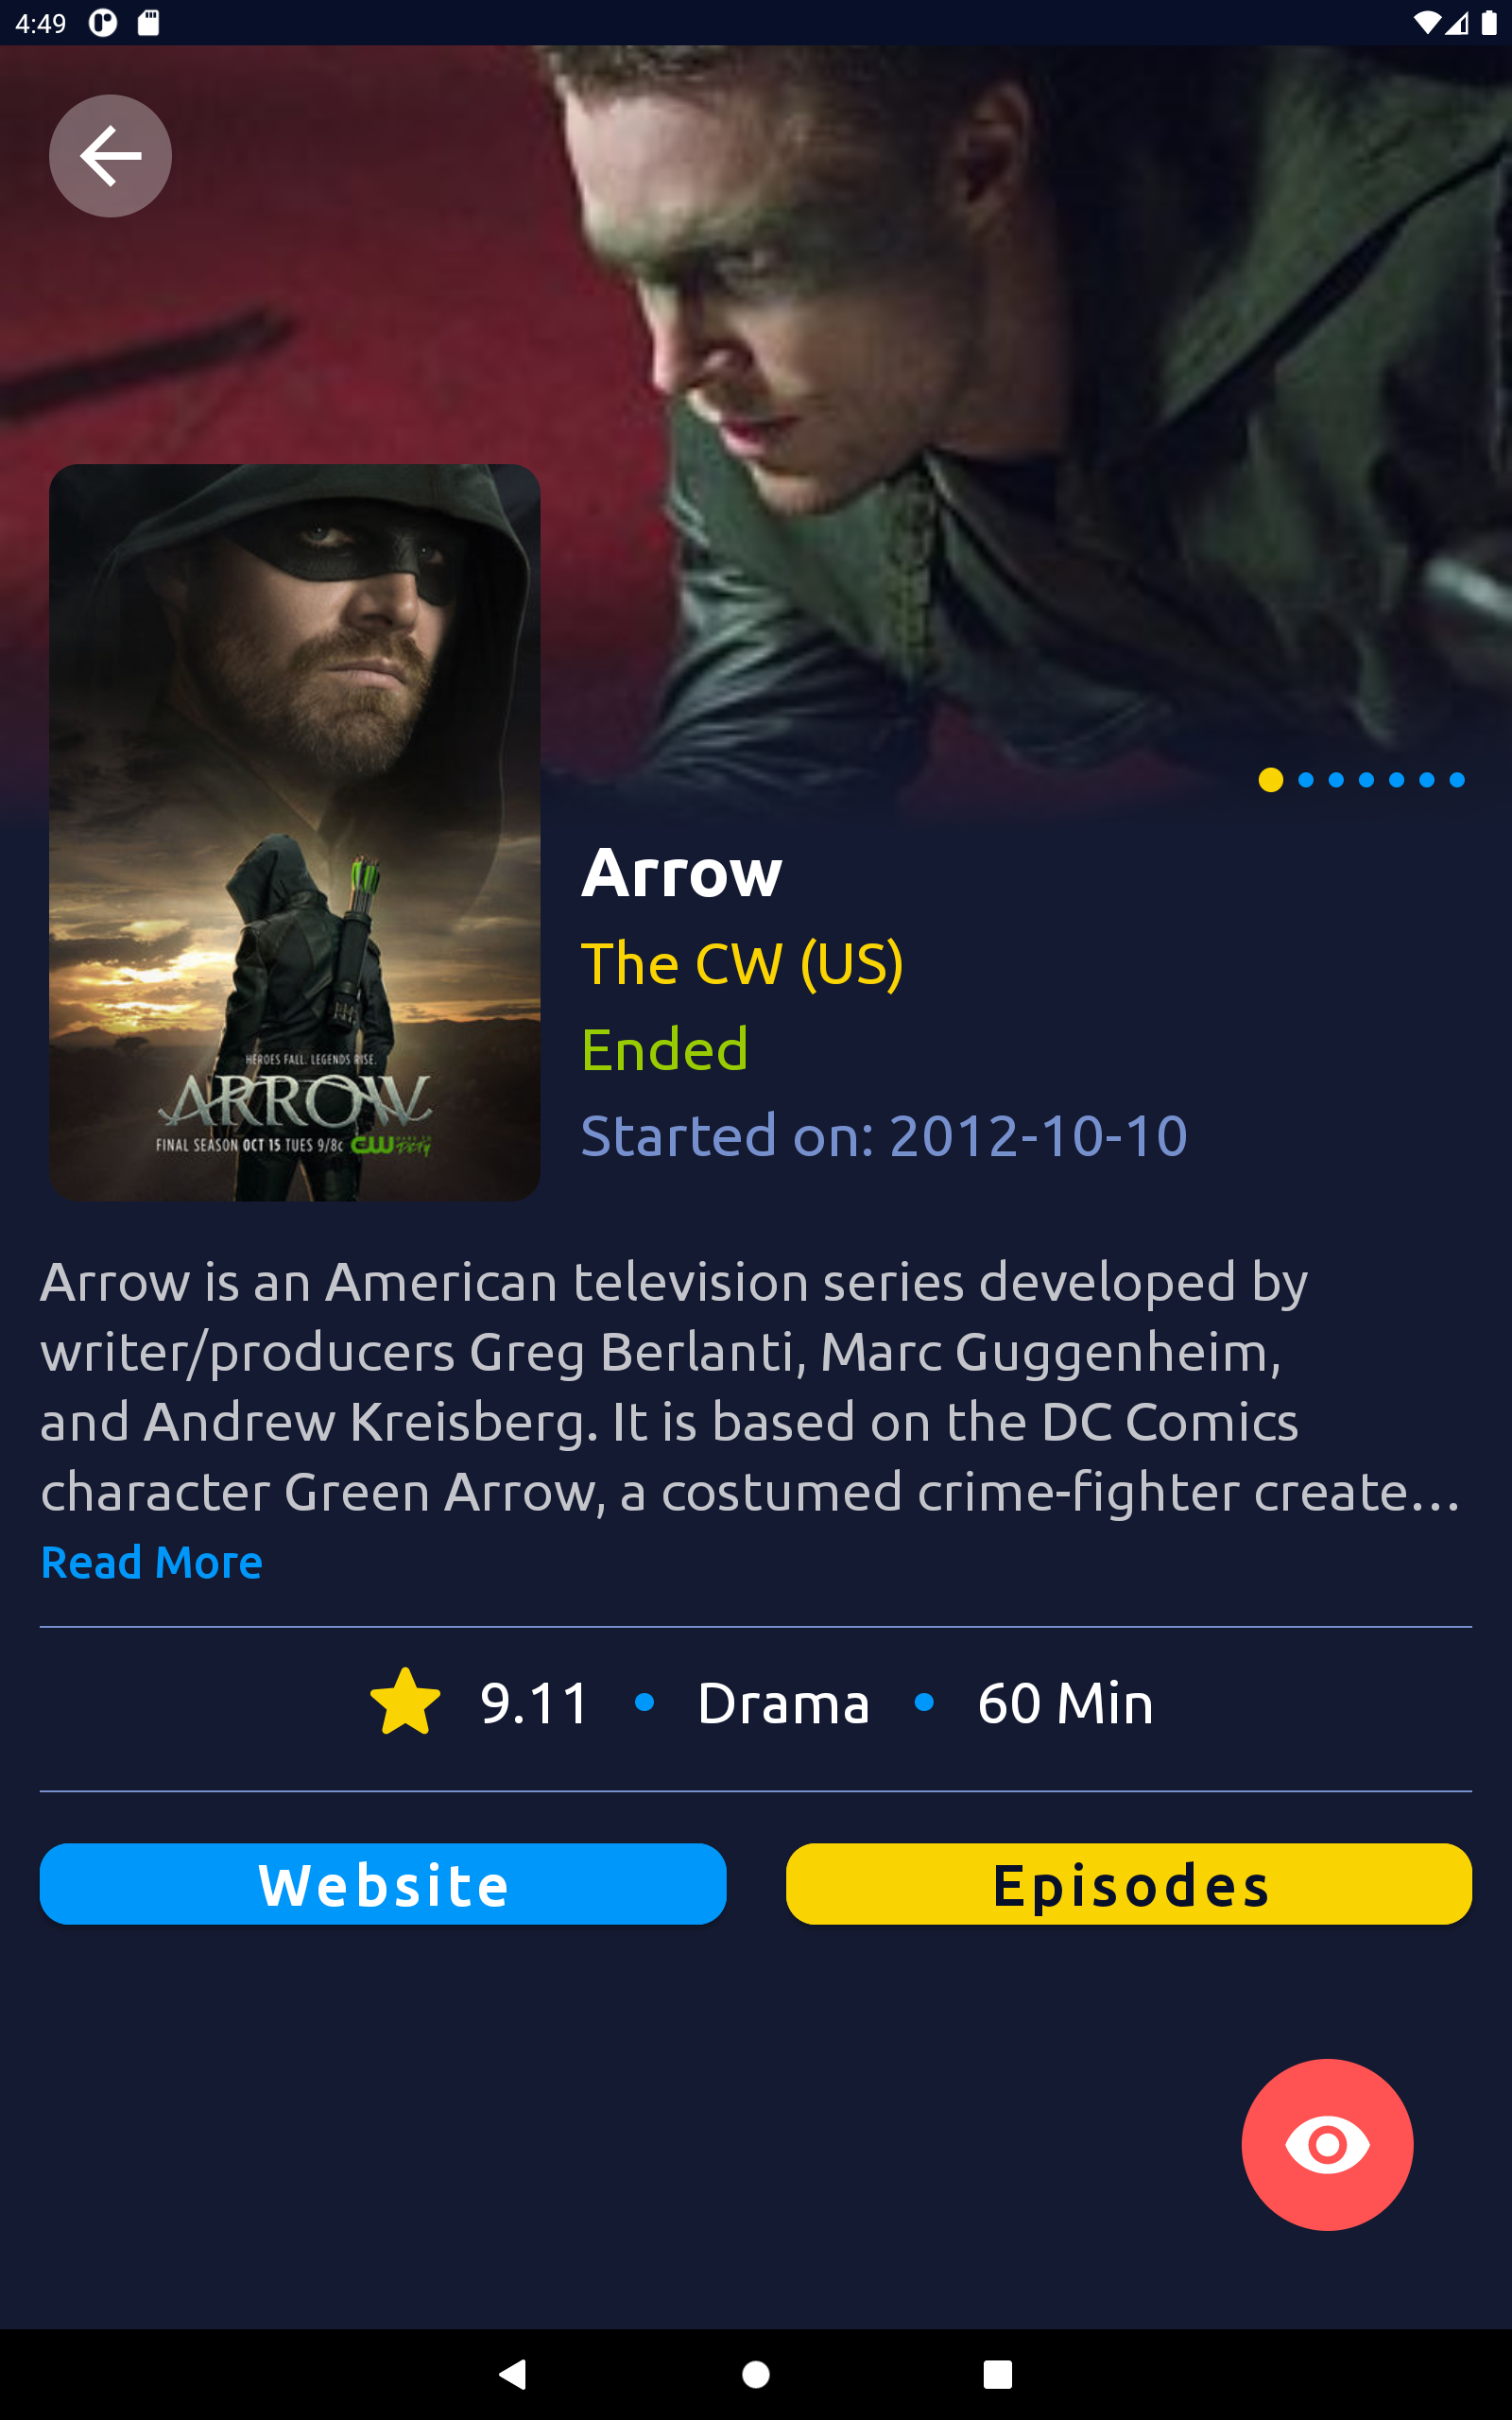 4:49
HEROES FALL. LEGENDS RISE.
ARROW
FINAL SEASON OCT 15 TUES 9/8c CW
Arrow
The CW (US)
Ended
Started on: 2012-10-10
Arrow is an American television series developed by
writer/producers Greg Berlanti, Marc Guggenheim,
and Andrew Kreisberg. It is based on the DC Comics
character Green Arrow, a costumed crime-fighter create...
Read More
9.11 • Drama • 60 Min
Website
Episodes